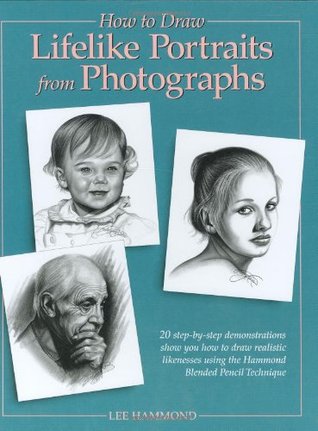 How to Draw
Lifelike Portraits
from Photographs
20 step-by-step demonstrations
show you how to draw realistic
likenesses using the Hammond
Blended Pencil Technique
LEE HAMMOND